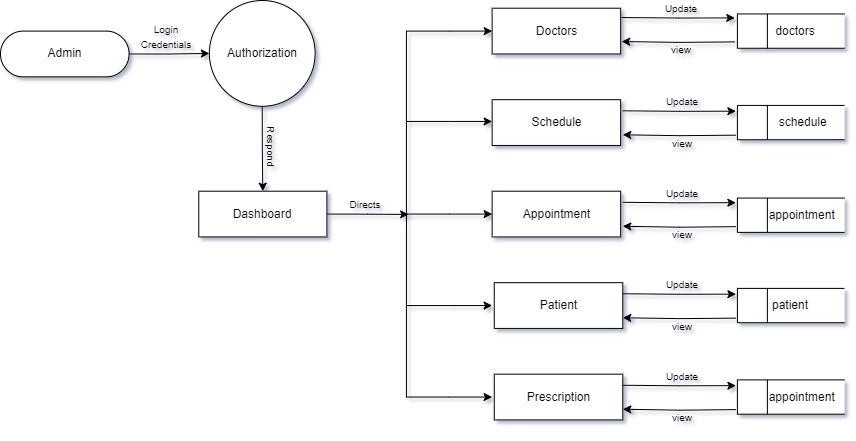 Admin
Login
Credentials
Authorization
Respond
Dashboard
Directs
Doctors
Update
view
doctors
Schedule
Update
view
schedule
Appointment
Update
view
appointment
Patient
Update
view
patient
Prescription
Update
view
appointment